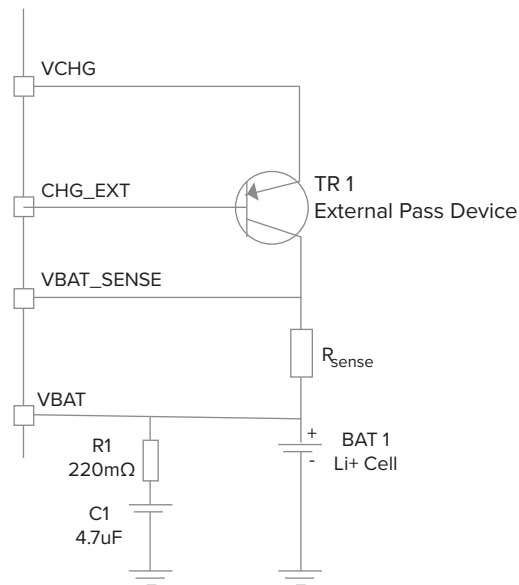 VCHG
CHG_EXT
TR 1
External Pass Device
VBAT_SENSE
Rsense
VBAT
+
-
BAT 1
Li+ Cell
R1
220mΩ
C1
4.7uF